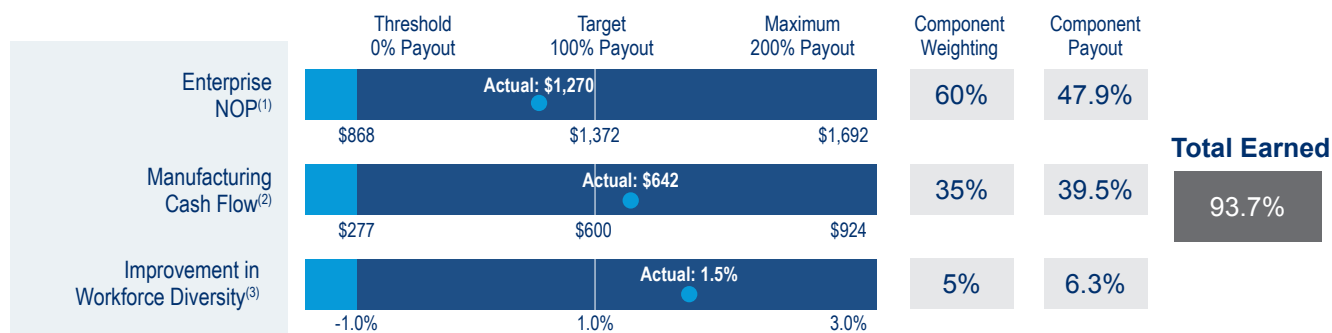 Threshold Target Maximum Component Component
0% Payout 100% Payout 200% Payout Weighting Payout
Enterprise
NOP(1)
Actual: $1,270
60% 47.9%
$868 $1,372 $1,692
Total Earned
93.7%
Manufacturing
Cash Flow(2)
Actual: $642
35% 39.5%
$277 $600 $924
Improvement in
Workforce Diversity(3)
Actual: 1.5%
5% 6.3%
-1.0% 1.0% 3.0%